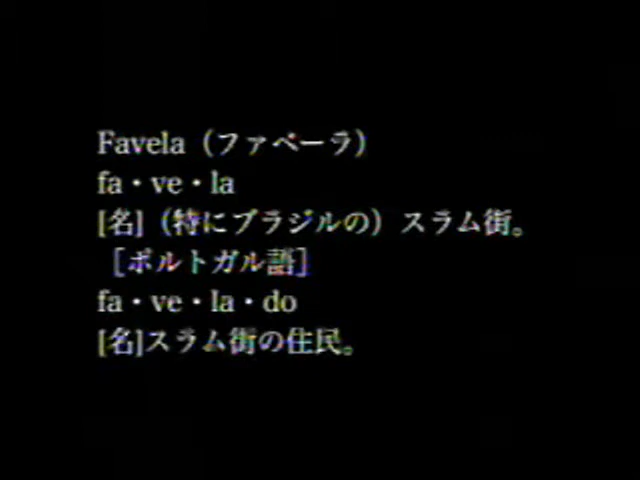 Favela（ファベーラ）
fa・ve・la
[名]（特にブラジルの）スラム街。
［ポルトガル語］
fa・ve・la・do
[名]スラム街の住民。